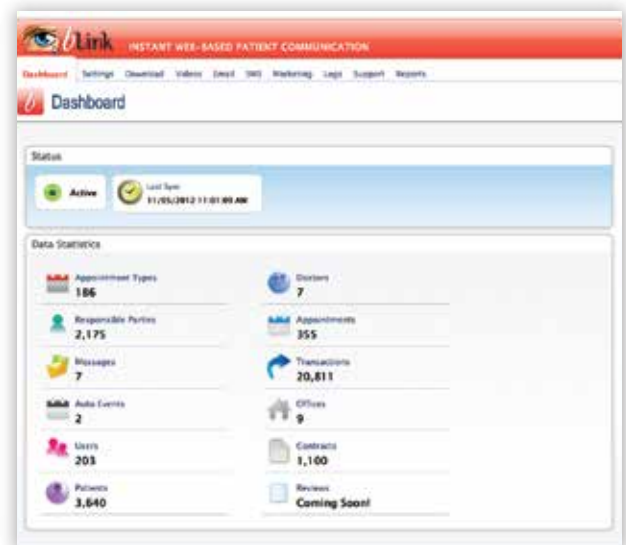 bLink INSTANT WEB-BASED PATIENT COMMUNICATION
Dashboard Settings Download Videos Email SMS Marketing Logs Support Reports
b Dashboard
Status
Active
Last Sync
11/05/2012 11:01:09 AM
Data Statistics
Appointment Types
186
Doctors
7
Responsible Parties
2,175
Appointments
355
Messages
7
Transactions
20,811
Auto Events
2
Offices
9
Users
203
Contracts
1,100
Patients
3,640
Reviews
Coming Soon!